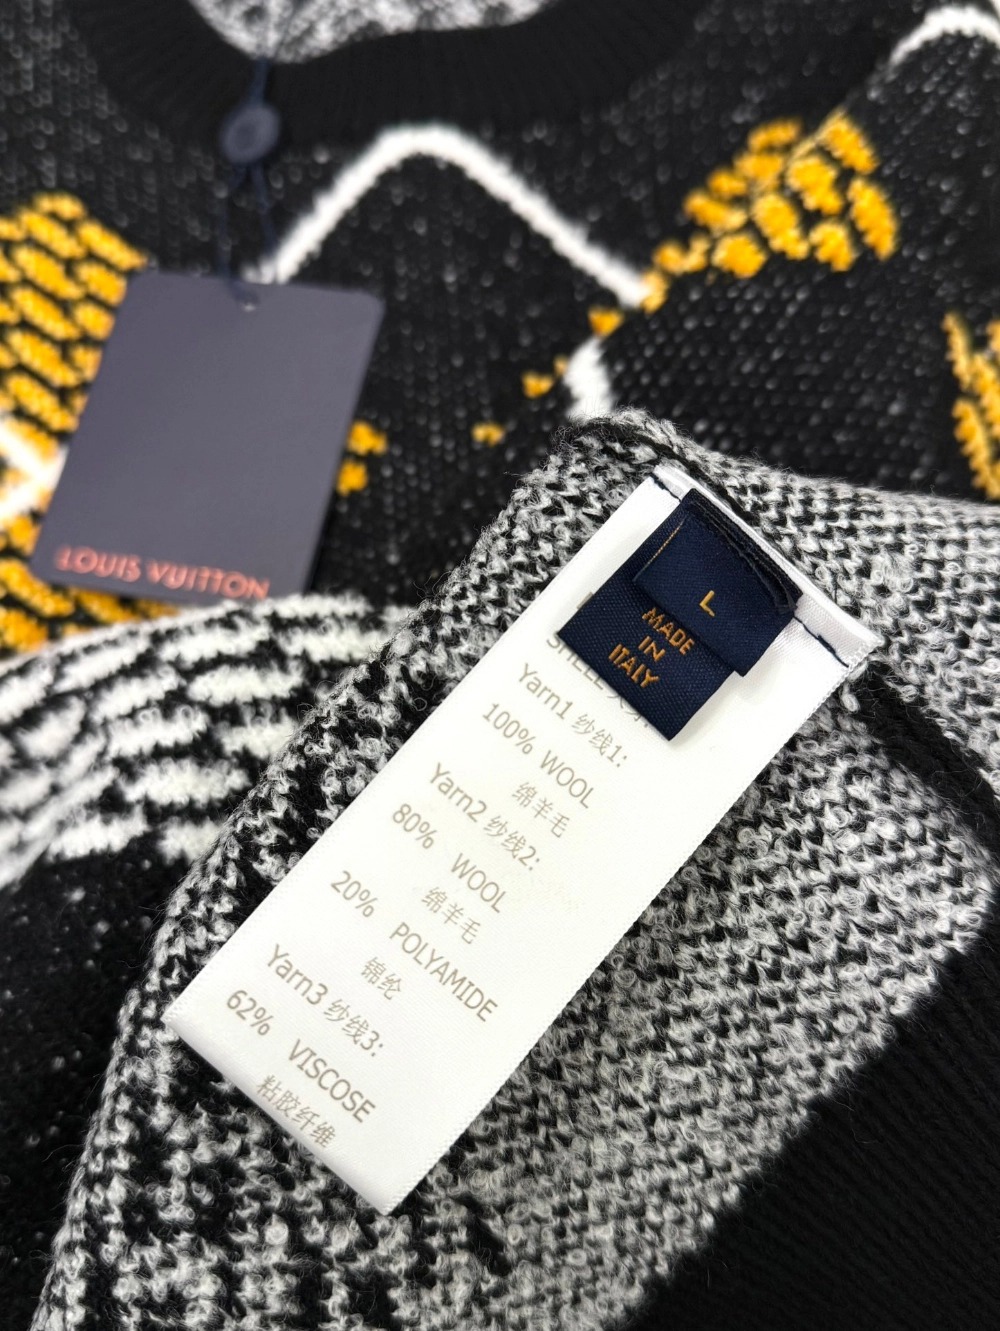 LOUIS VUITTON
L
MADE
IN
ITALY
Yarn1 纱线1:
100% WOOL
绵羊毛
Yarn2 纱线2:
80% WOOL
绵羊毛
20% POLYAMIDE
锦纶
Yarn3 纱线3:
62% VISCOSE
粘胶纤维